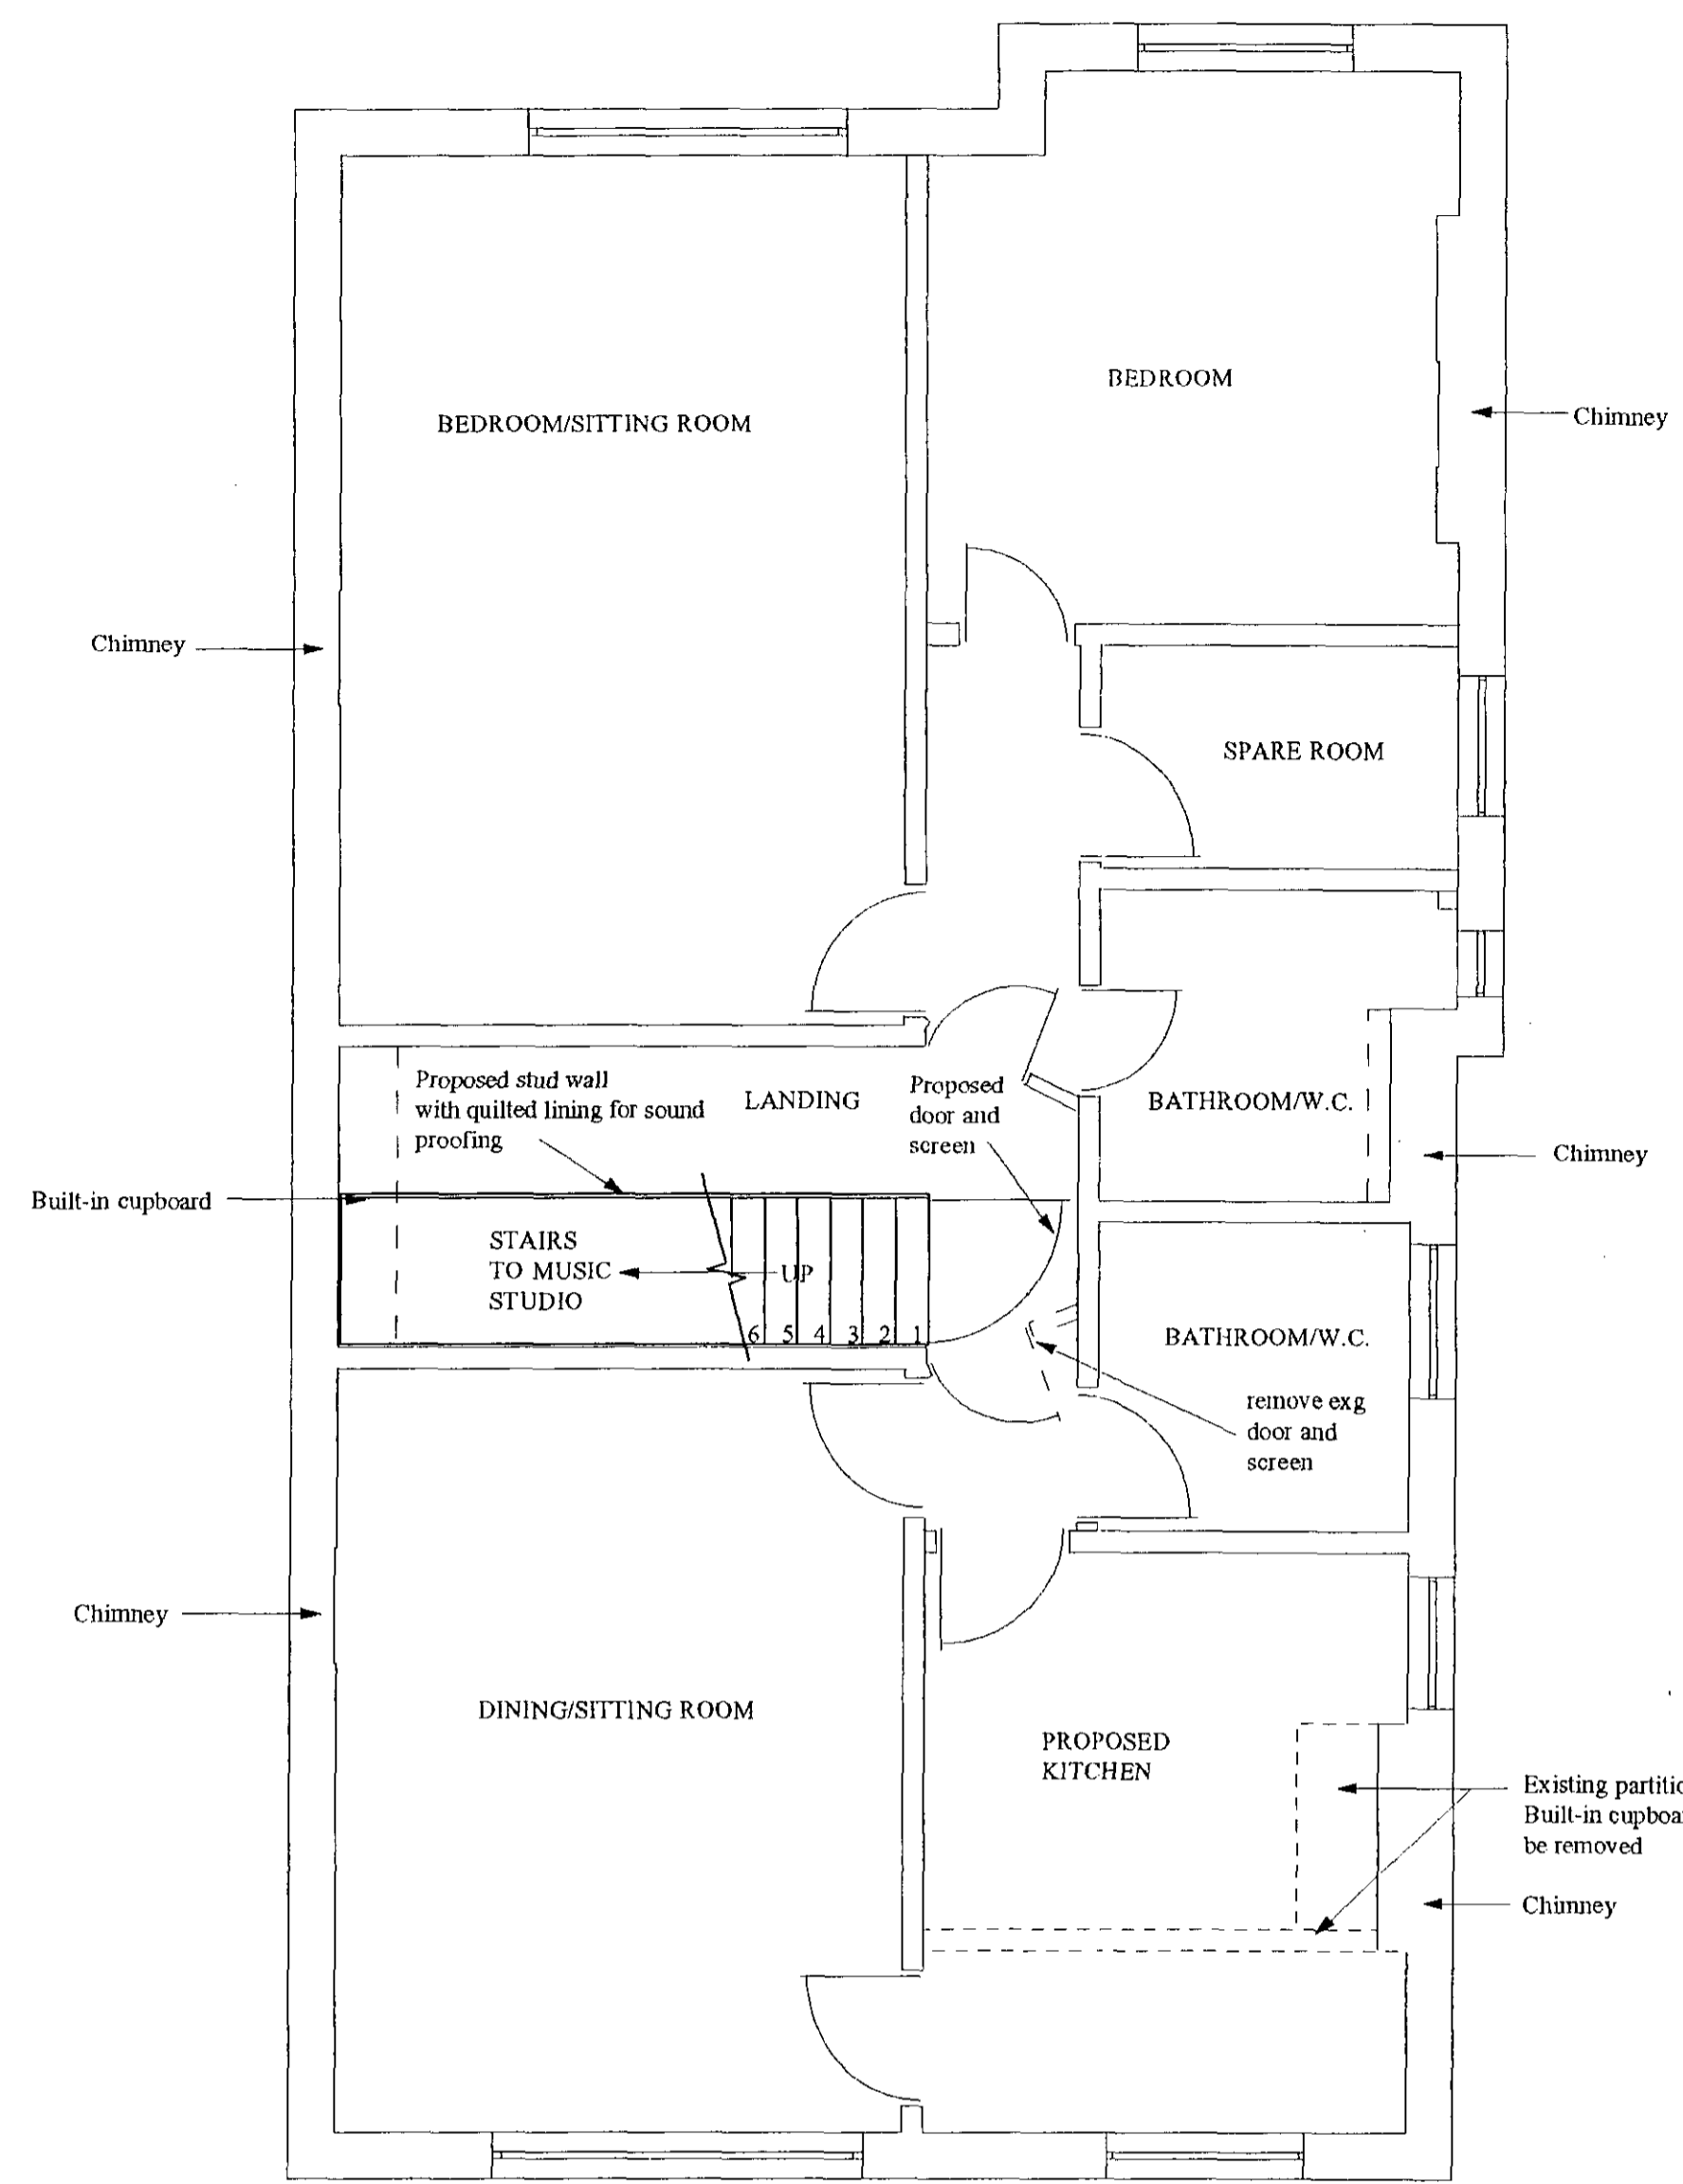 BEDROOM
Chimney
BEDROOM/SITTING ROOM
Chimney
SPARE ROOM
Proposed stud wall
with quilted lining for sound
proofing
LANDING
Proposed
door and
screen
BATHROOM/W.C.
Chimney
Built-in cupboard
STAIRS
TO MUSIC
STUDIO
UP
6 5 4 3 2 1
BATHROOM/W.C.
remove exg
door and
screen
Chimney
DINING/SITTING ROOM
PROPOSED
KITCHEN
Existing
Built-in
be removed
Chimney